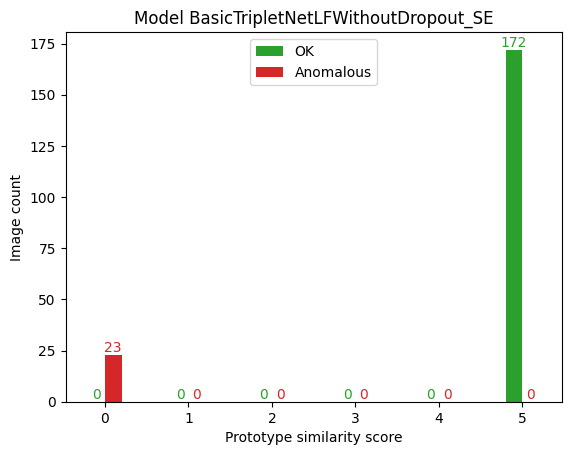 Model BasicTripletNetLFWithoutDropout_SE
OK
Anomalous
Image count
175
150
125
100
75
50
25
0
0 23 0 0 0 0 0 0 0 0 172 0
0 1 2 3 4 5
Prototype similarity score